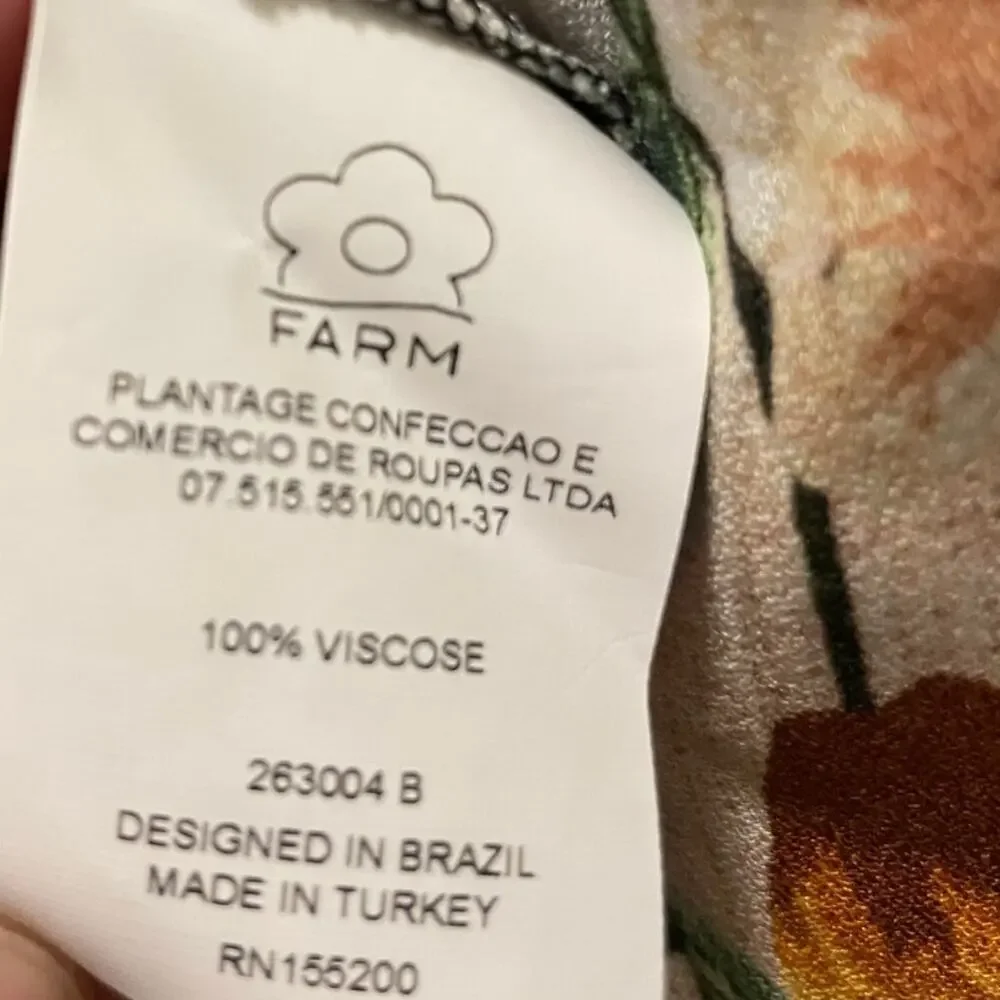 FARM
PLANTAGE CONFECCAO E
COMERCIO DE ROUPAS LTDA
07.515.551/0001-37
100% VISCOSE
263004 B
DESIGNED IN BRAZIL
MADE IN TURKEY
RN155200